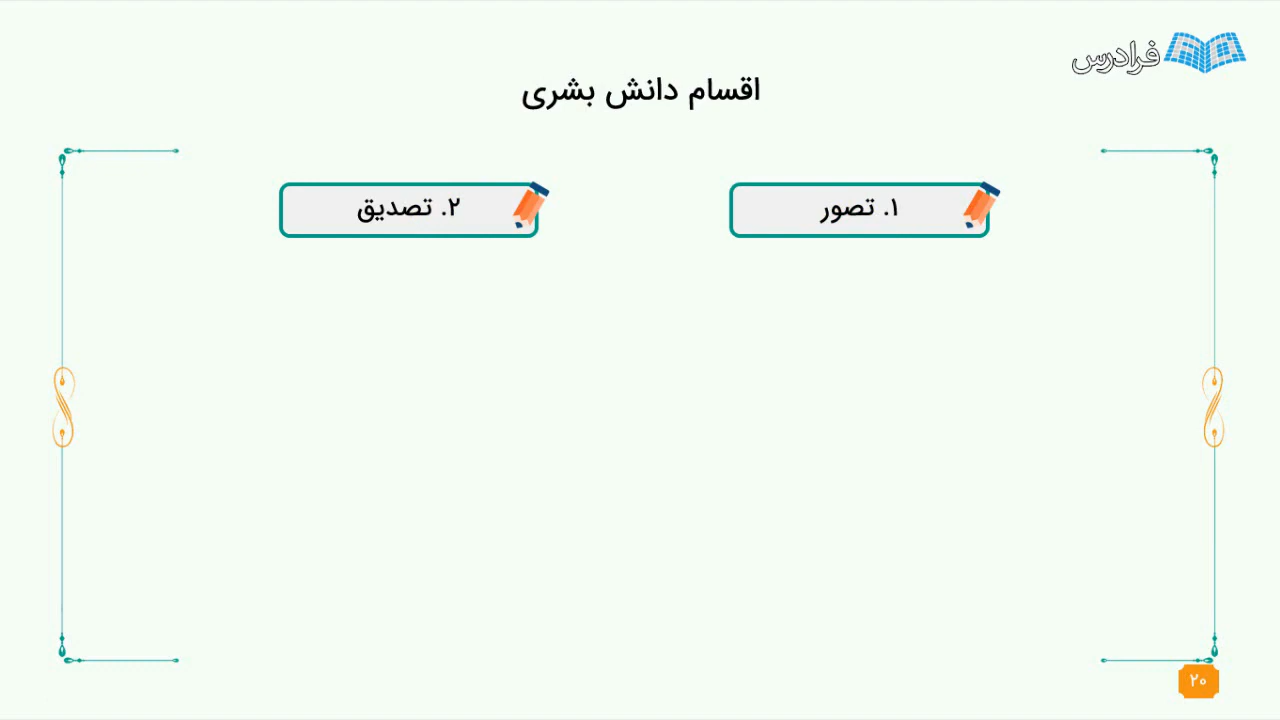 فرادرس
اقسام دانش بشری
۱. تصور
۲. تصدیق
۲۰